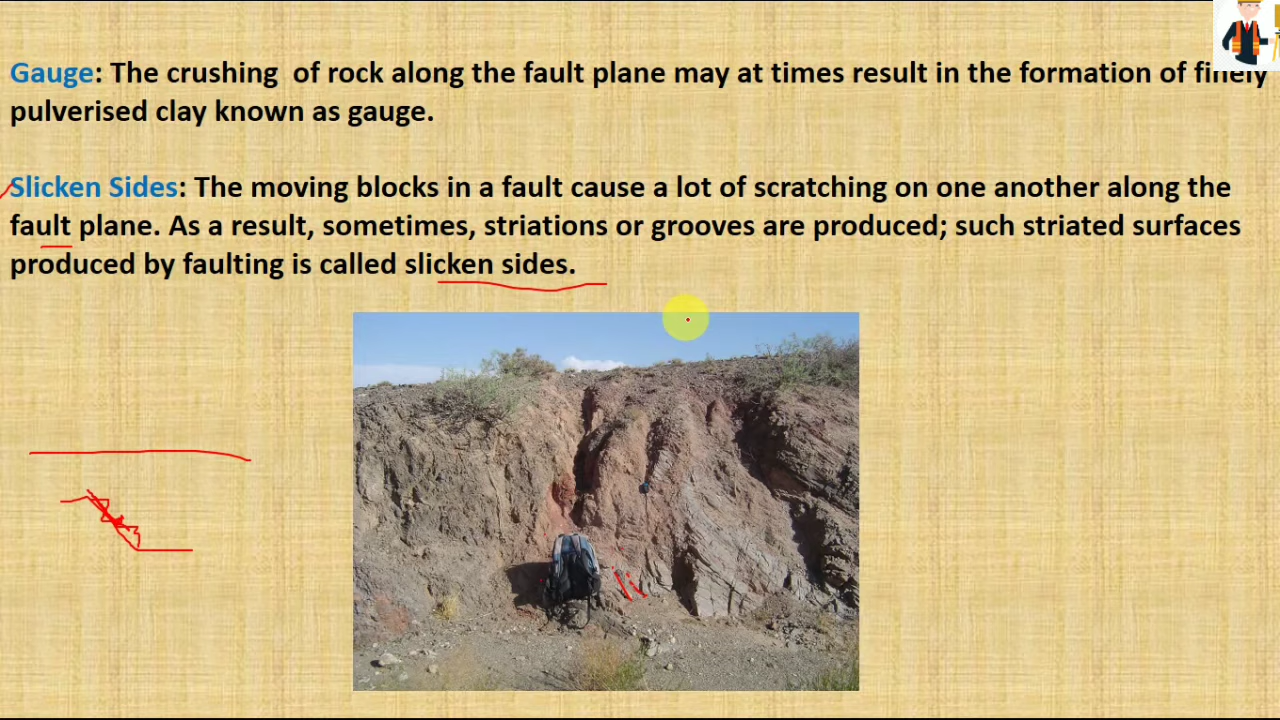 Gauge: The crushing of rock along the fault plane may at times result in the formation of finely
pulverised clay known as gauge.
Slicken Sides: The moving blocks in a fault cause a lot of scratching on one another along the
fault plane. As a result, sometimes, striations or grooves are produced; such striated surfaces
produced by faulting is called slicken sides.